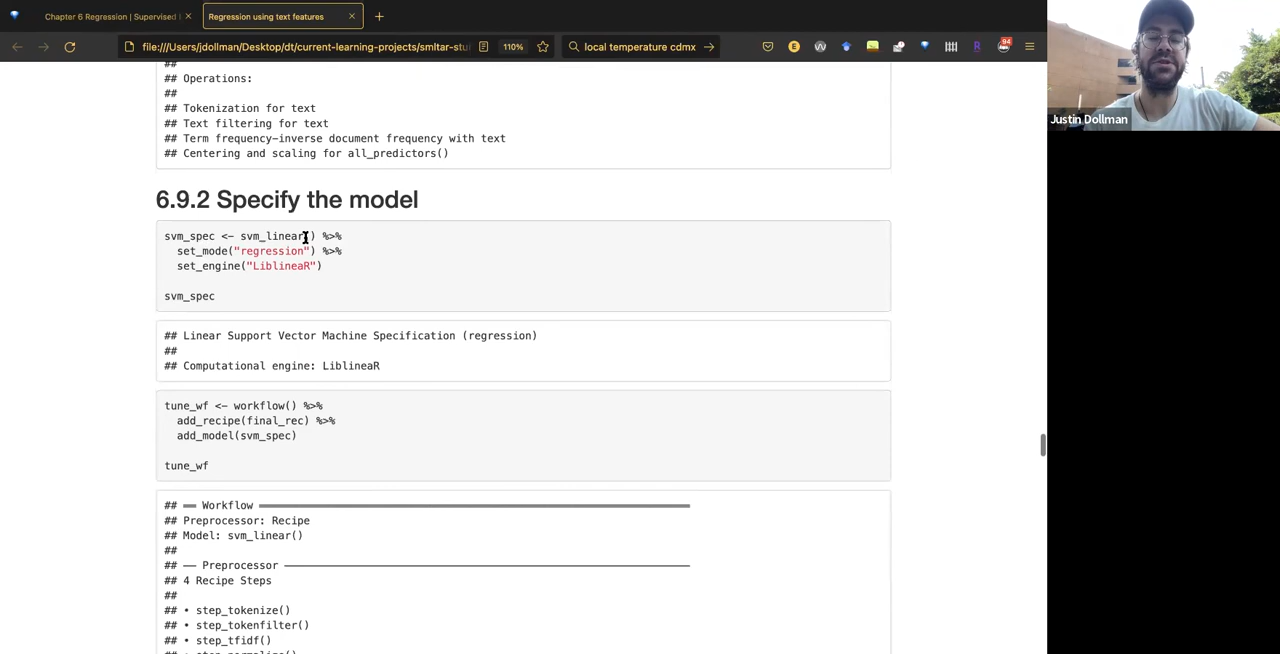 Chapter 6 Regression | Supervised
Regression using text features
file:///Users/jdollman/Desktop/dt/current-learning-projects/smltar-stu
110%
local temperature cdmx
94
Justin Dollman
##
## Operations:
##
## Tokenization for text
## Text filtering for text
## Term frequency-inverse document frequency with text
## Centering and scaling for all_predictors()
6.9.2 Specify the model
svm_spec <- svm_linear() %>%
set_mode("regression") %>%
set_engine("LiblineaR")
svm_spec
## Linear Support Vector Machine Specification (regression)
##
## Computational engine: LiblineaR
tune_wf <- workflow() %>%
add_recipe(final_rec) %>%
add_model(svm_spec)
tune_wf
## ══ Workflow ══════════════════════════════
## Preprocessor: Recipe
## Model: svm_linear()
##
## ── Preprocessor ──────────────────────────────
## 4 Recipe Steps
##
## • step_tokenize()
## • step_tokenfilter()
## • step_tfidf()
## • step_normalize()